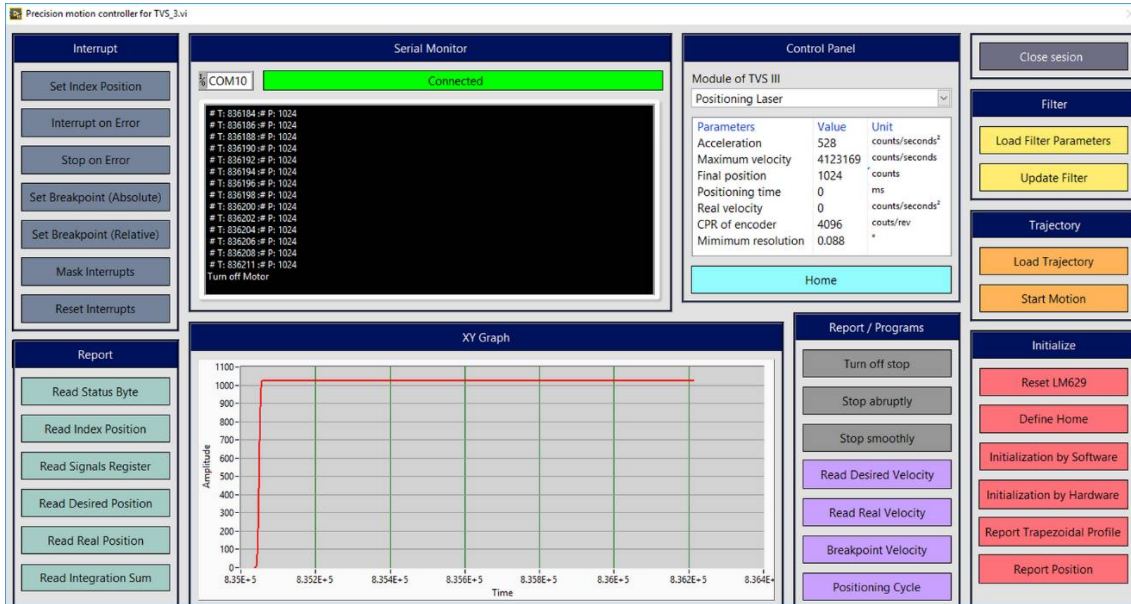 Precision motion controller for TVS_3.vi
Interrupt
Set Index Position
Interrupt on Error
Stop on Error
Set Breakpoint (Absolute)
Set Breakpoint (Relative)
Mask Interrupts
Reset Interrupts
Report
Read Status Byte
Read Index Position
Read Signals Register
Read Desired Position
Read Real Position
Read Integration Sum
Serial Monitor
COM10
Connected
# T: 836184 :# P: 1024
# T: 836186 :# P: 1024
# T: 836188 :# P: 1024
# T: 836190 :# P: 1024
# T: 836192 :# P: 1024
# T: 836194 :# P: 1024
# T: 836196 :# P: 1024
# T: 836198 :# P: 1024
# T: 836200 :# P: 1024
# T: 836202 :# P: 1024
# T: 836204 :# P: 1024
# T: 836206 :# P: 1024
# T: 836208 :# P: 1024
# T: 836211 :# P: 1024
Turn off Motor
Control Panel
Module of TVS III
Positioning Laser
Parameters Value Unit
Acceleration 528 counts/seconds²
Maximum velocity 4123169 counts/seconds
Final position 1024 counts
Positioning time 0 ms
Real velocity 0 counts/seconds²
CPR of encoder 4096 couts/rev
Mimimum resolution 0.088 °
Home
XY Graph
Amplitude
1100
1000
900
800
700
600
500
400
300
200
100
0
8.35E+5 8.352E+5 8.354E+5 8.356E+5 8.358E+5 8.36E+5 8.362E+5 8.364E+
Time
Report / Programs
Turn off stop
Stop abruptly
Stop smoothly
Read Desired Velocity
Read Real Velocity
Breakpoint Velocity
Positioning Cycle
Close sesion
Filter
Load Filter Parameters
Update Filter
Trajectory
Load Trajectory
Start Motion
Initialize
Reset LM629
Define Home
Initialization by Software
Initialization by Hardware
Report Trapezoidal Profile
Report Position